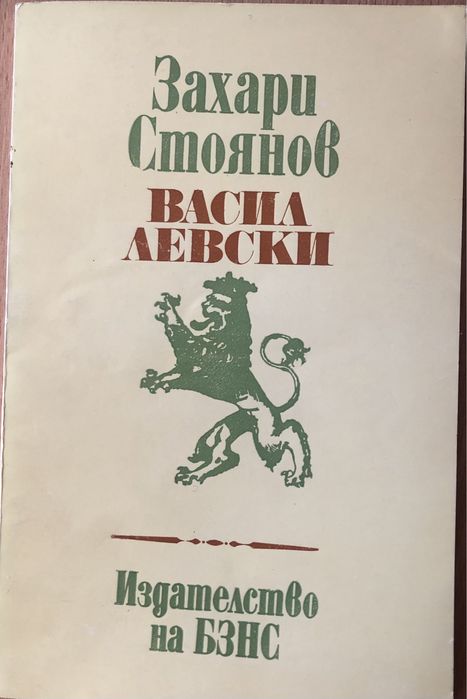 Захари
Стоянов
ВАСИЛ
ЛЕВСКИ
Издателство
на БЗНС